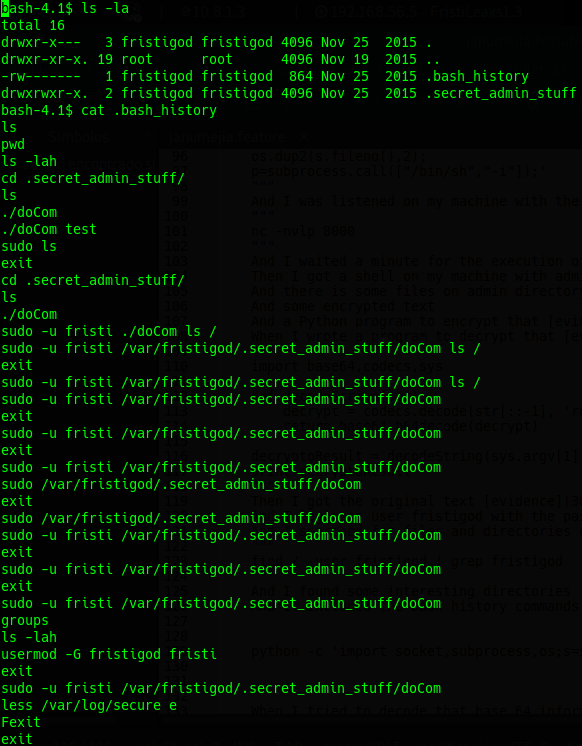 bash-4.1$ ls -la
total 16
drwxr-x---   3 fristigod fristigod 4096 Nov 25  2015 .
drwxr-xr-x. 19 root      root      4096 Nov 19  2015 ..
-rw-------   1 fristigod fristigod  864 Nov 25  2015 .bash_history
drwxrwxr-x.  2 fristigod fristigod 4096 Nov 25  2015 .secret_admin_stuff
bash-4.1$ cat .bash_history
ls
pwd
ls -lah
cd .secret_admin_stuff/
ls
./doCom
./doCom test
sudo ls
exit
cd .secret_admin_stuff/
ls
./doCom
sudo -u fristi ./doCom ls /
sudo -u fristi /var/fristigod/.secret_admin_stuff/doCom ls /
exit
sudo -u fristi /var/fristigod/.secret_admin_stuff/doCom ls /
sudo -u fristi /var/fristigod/.secret_admin_stuff/doCom
exit
sudo -u fristi /var/fristigod/.secret_admin_stuff/doCom
exit
sudo -u fristi /var/fristigod/.secret_admin_stuff/doCom
sudo /var/fristigod/.secret_admin_stuff/doCom
exit
sudo /var/fristigod/.secret_admin_stuff/doCom
sudo -u fristi /var/fristigod/.secret_admin_stuff/doCom
exit
sudo -u fristi /var/fristigod/.secret_admin_stuff/doCom
exit
sudo -u fristi /var/fristigod/.secret_admin_stuff/doCom
groups
ls -lah
usermod -G fristigod fristi
exit
sudo -u fristi /var/fristigod/.secret_admin_stuff/doCom
less /var/log/secure e
Fexit
exit